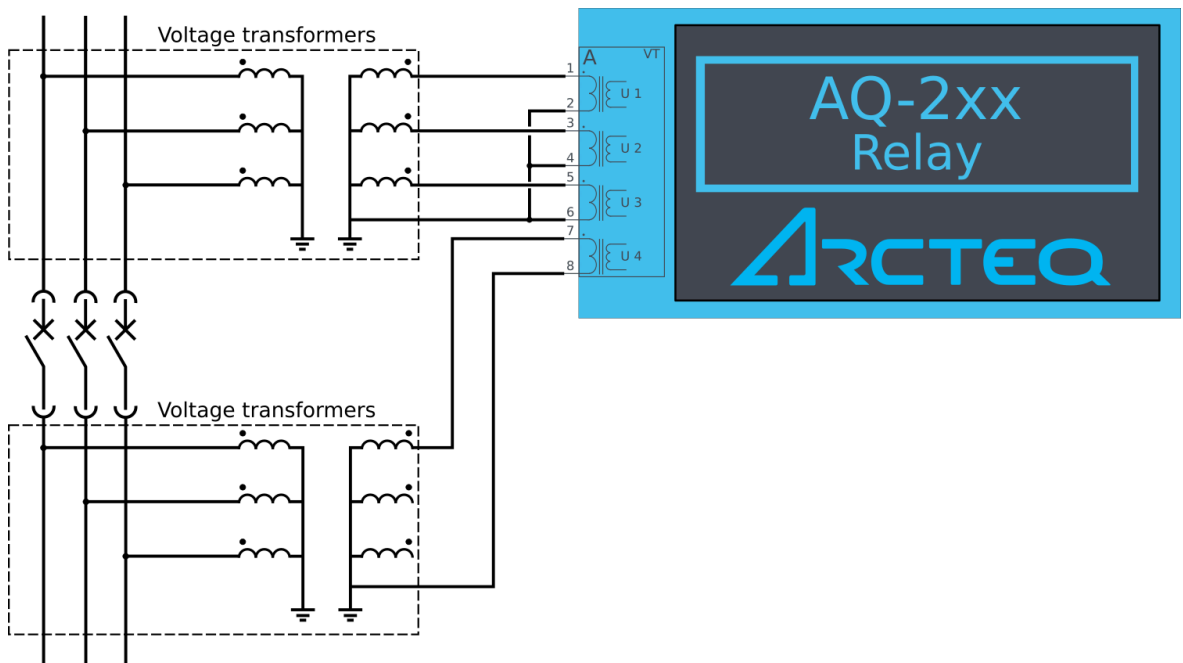 Voltage transformers
A
VT
1
2
U 1
3
4
U 2
5
6
U 3
7
8
U 4
AQ-2xx
Relay
ARCTEQ
Voltage transformers